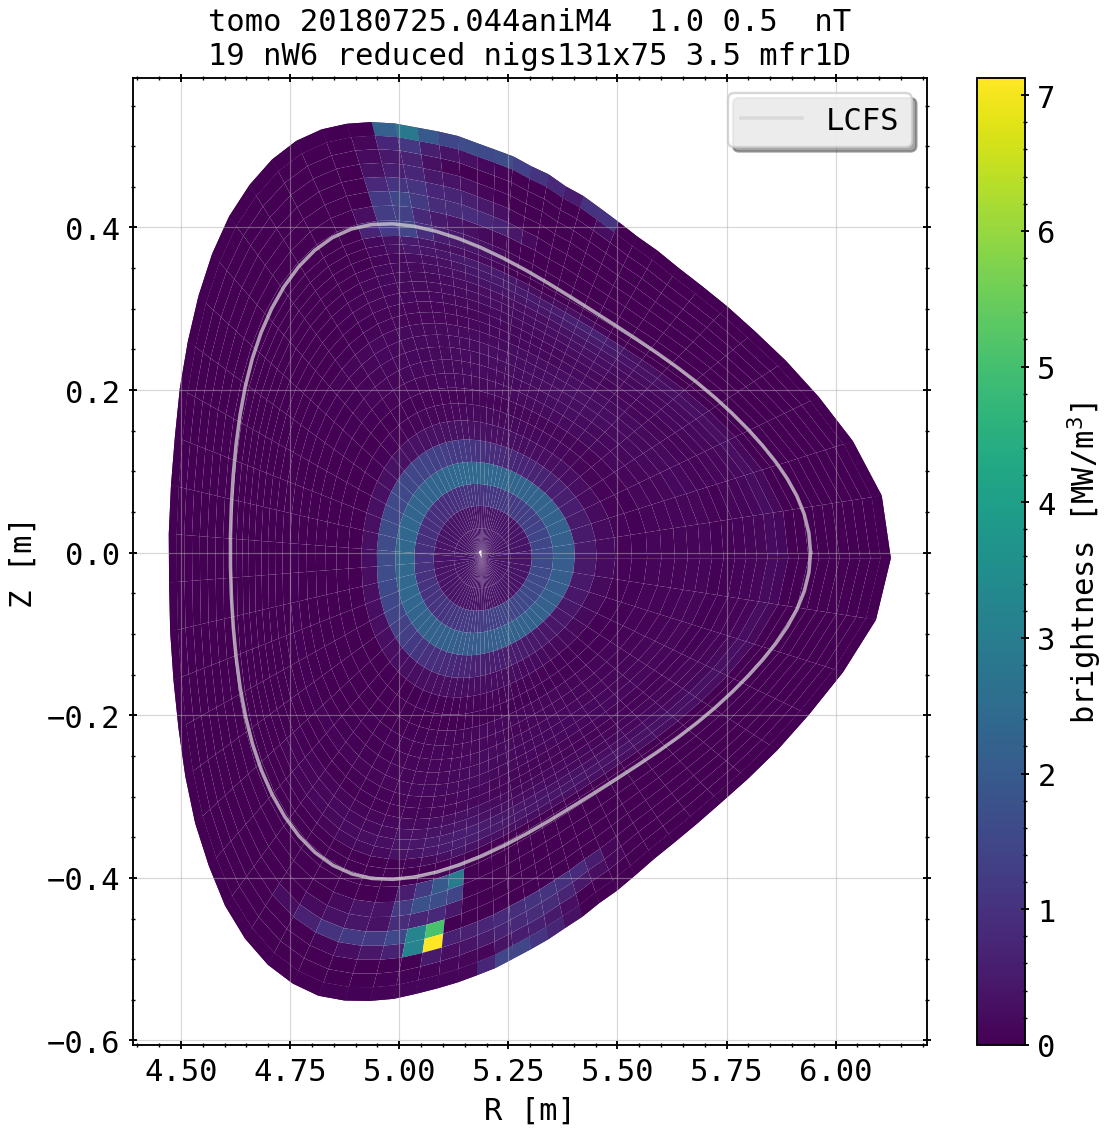 tomo 20180725.044aniM4 1.0 0.5 nT
19 nW6 reduced nigs131x75 3.5 mfr1D
LCFS
7
6
5
4
3
2
1
0
brightness [MW/m³]
0.4
0.2
0.0
−0.2
−0.4
−0.6
Z [m]
4.50 4.75 5.00 5.25 5.50 5.75 6.00
R [m]